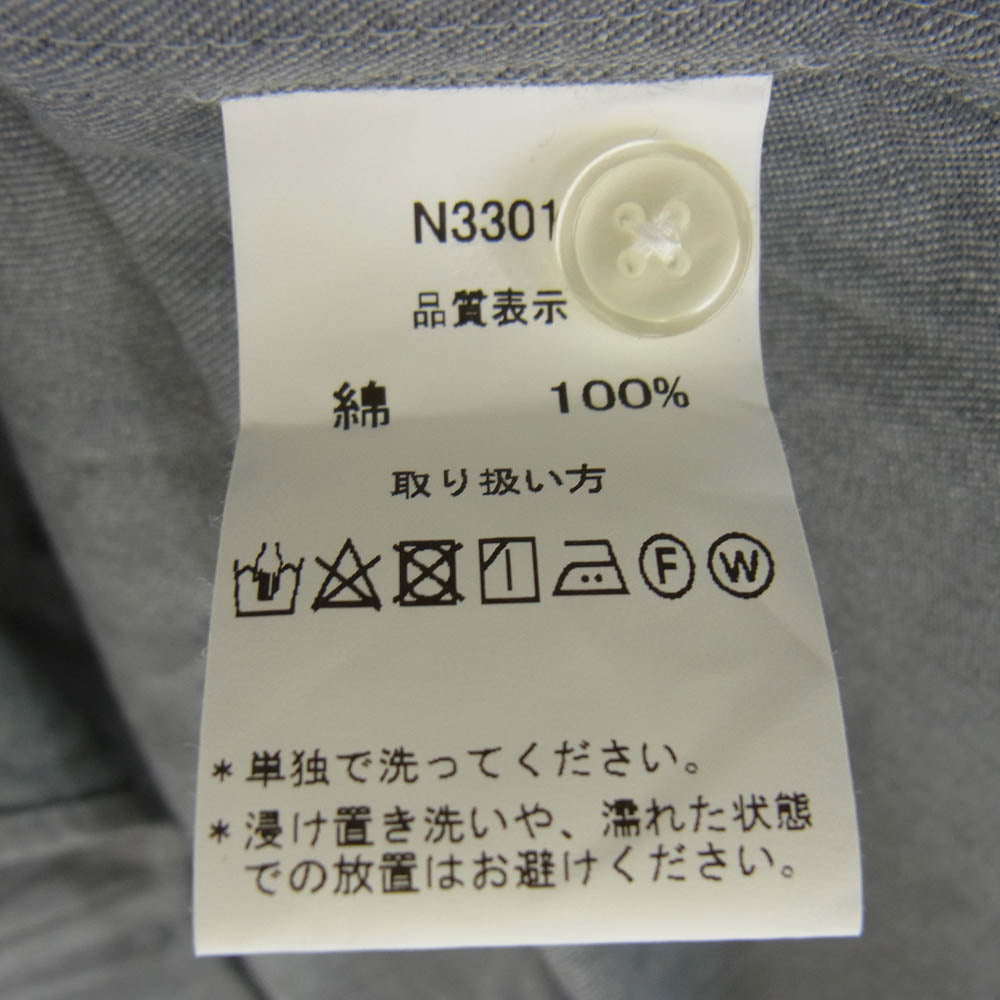 N3301
品質表示
綿 100%
取り扱い方
F W
*単独で洗ってください。
*浸け置き洗いや、濡れた状態
での放置はお避けください。